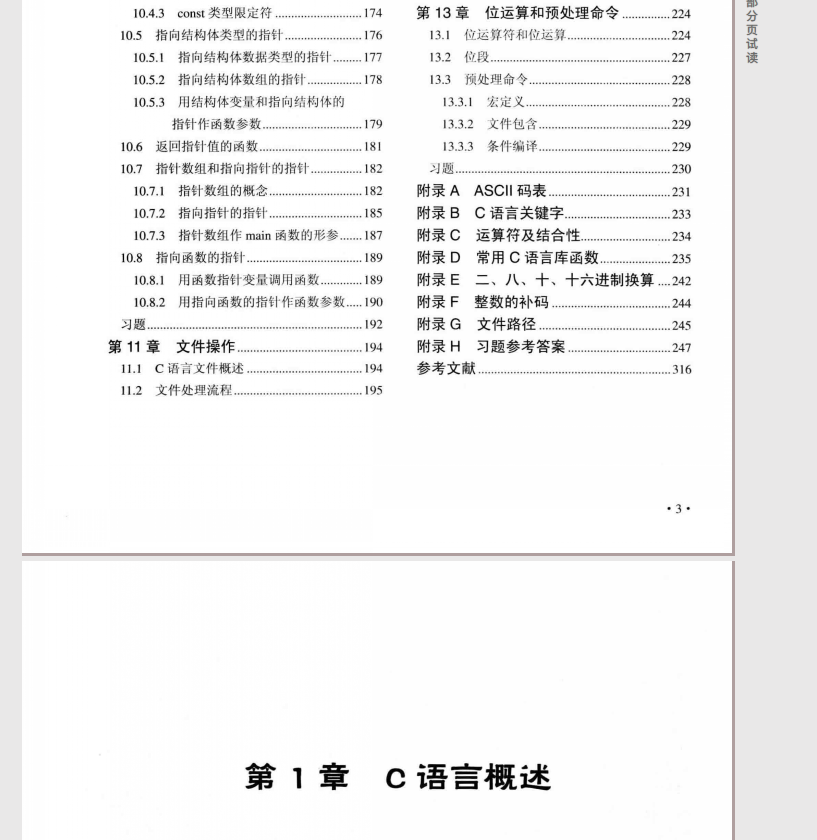 10.4.3 const 类型限定符 ........ 174
10.5 指向结构体类型的指针 ........ 176
10.5.1 指向结构体数据类型的指针 ........ 177
10.5.2 指向结构体数组的指针 ........ 178
10.5.3 用结构体变量和指向结构体的
指针作函数参数 ........ 179
10.6 返回指针值的函数 ........ 181
10.7 指针数组和指向指针的指针 ........ 182
10.7.1 指针数组的概念 ........ 182
10.7.2 指向指针的指针 ........ 185
10.7.3 指针数组作 main 函数的形参 ........ 187
10.8 指向函数的指针 ........ 189
10.8.1 用函数指针变量调用函数 ........ 189
10.8.2 用指向函数的指针作函数参数 ........ 190
习题 ........ 192
第 11 章 文件操作 ........ 194
11.1 C 语言文件概述 ........ 194
11.2 文件处理流程 ........ 195
第 13 章 位运算和预处理命令 ........ 224
13.1 位运算符和位运算 ........ 224
13.2 位段 ........ 227
13.3 预处理命令 ........ 228
13.3.1 宏定义 ........ 228
13.3.2 文件包含 ........ 229
13.3.3 条件编译 ........ 229
习题 ........ 230
附录 A ASCII 码表 ........ 231
附录 B C 语言关键字 ........ 233
附录 C 运算符及结合性 ........ 234
附录 D 常用 C 语言库函数 ........ 235
附录 E 二、八、十、十六进制换算 .... 242
附录 F 整数的补码 ........ 244
附录 G 文件路径 ........ 245
附录 H 习题参考答案 ........ 247
参考文献 ........ 316
• 3 •
部分页试读
第 1 章 C 语言概述